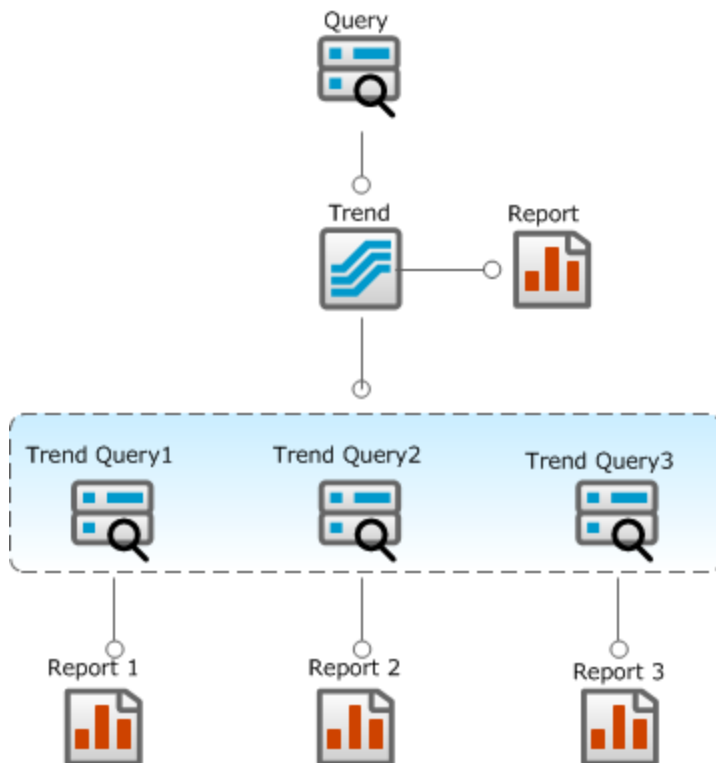 Query
Trend
Report
Trend Query1
Trend Query2
Trend Query3
Report 1
Report 2
Report 3